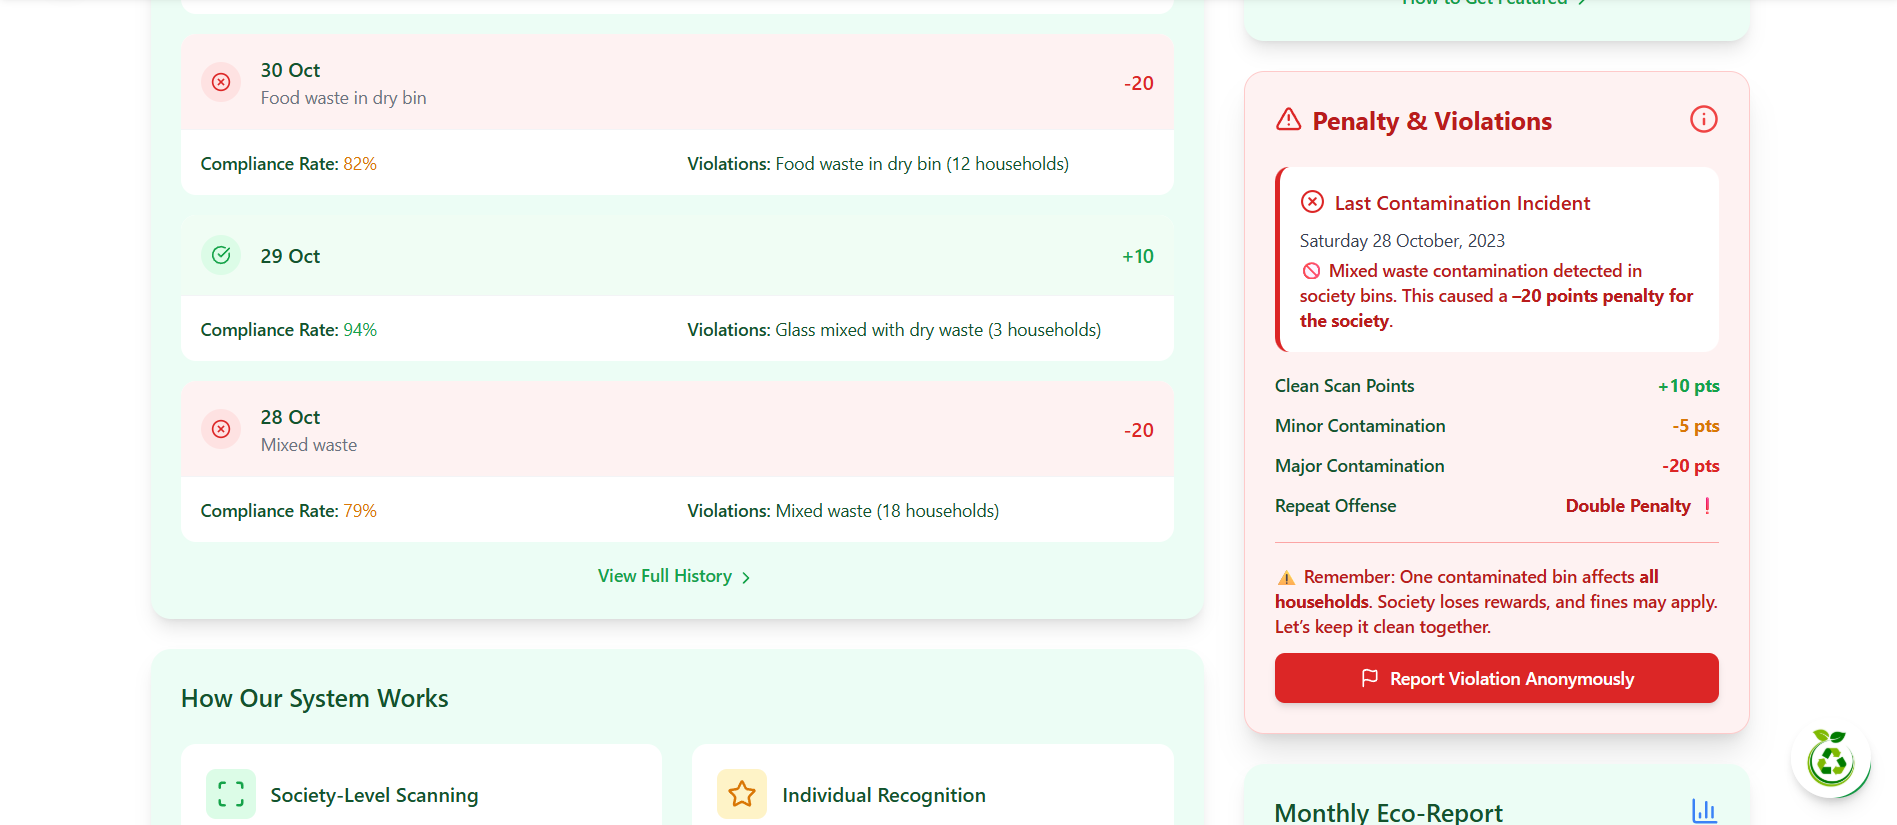 30 Oct
Food waste in dry bin
-20
Compliance Rate: 82%
Violations: Food waste in dry bin (12 households)
29 Oct
+10
Compliance Rate: 94%
Violations: Glass mixed with dry waste (3 households)
28 Oct
Mixed waste
-20
Compliance Rate: 79%
Violations: Mixed waste (18 households)
View Full History
How Our System Works
Society-Level Scanning
Individual Recognition
How to Get Featured
Penalty & Violations
Last Contamination Incident
Saturday 28 October, 2023
Mixed waste contamination detected in
society bins. This caused a –20 points penalty for
the society.
Clean Scan Points
+10 pts
Minor Contamination
-5 pts
Major Contamination
-20 pts
Repeat Offense
Double Penalty ❗
Remember: One contaminated bin affects all
households. Society loses rewards, and fines may apply.
Let’s keep it clean together.
Report Violation Anonymously
Monthly Eco-Report